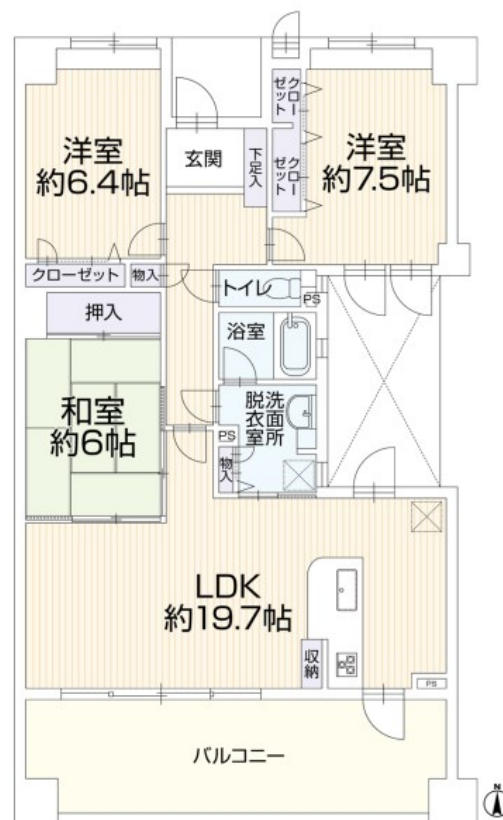 洋室
約6.4帖
玄関
下足入
クローゼット
クローゼット
洋室
約7.5帖
クローゼット
物入
トイレ
PS
押入
浴室
和室
約6帖
洗面所
脱衣室
PS
物入
LDK
約19.7帖
収納
PS
バルコニー
N